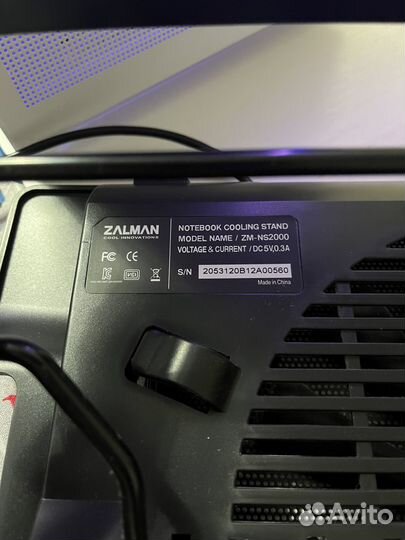 ZALMAN
COOL INNOVATIONS
NOTEBOOK COOLING STAND
MODEL NAME / ZM-NS2000
VOLTAGE & CURRENT / DC 5V, 0.3A
S/N 2053120B12A00560
Made in China
FC CE
Avito